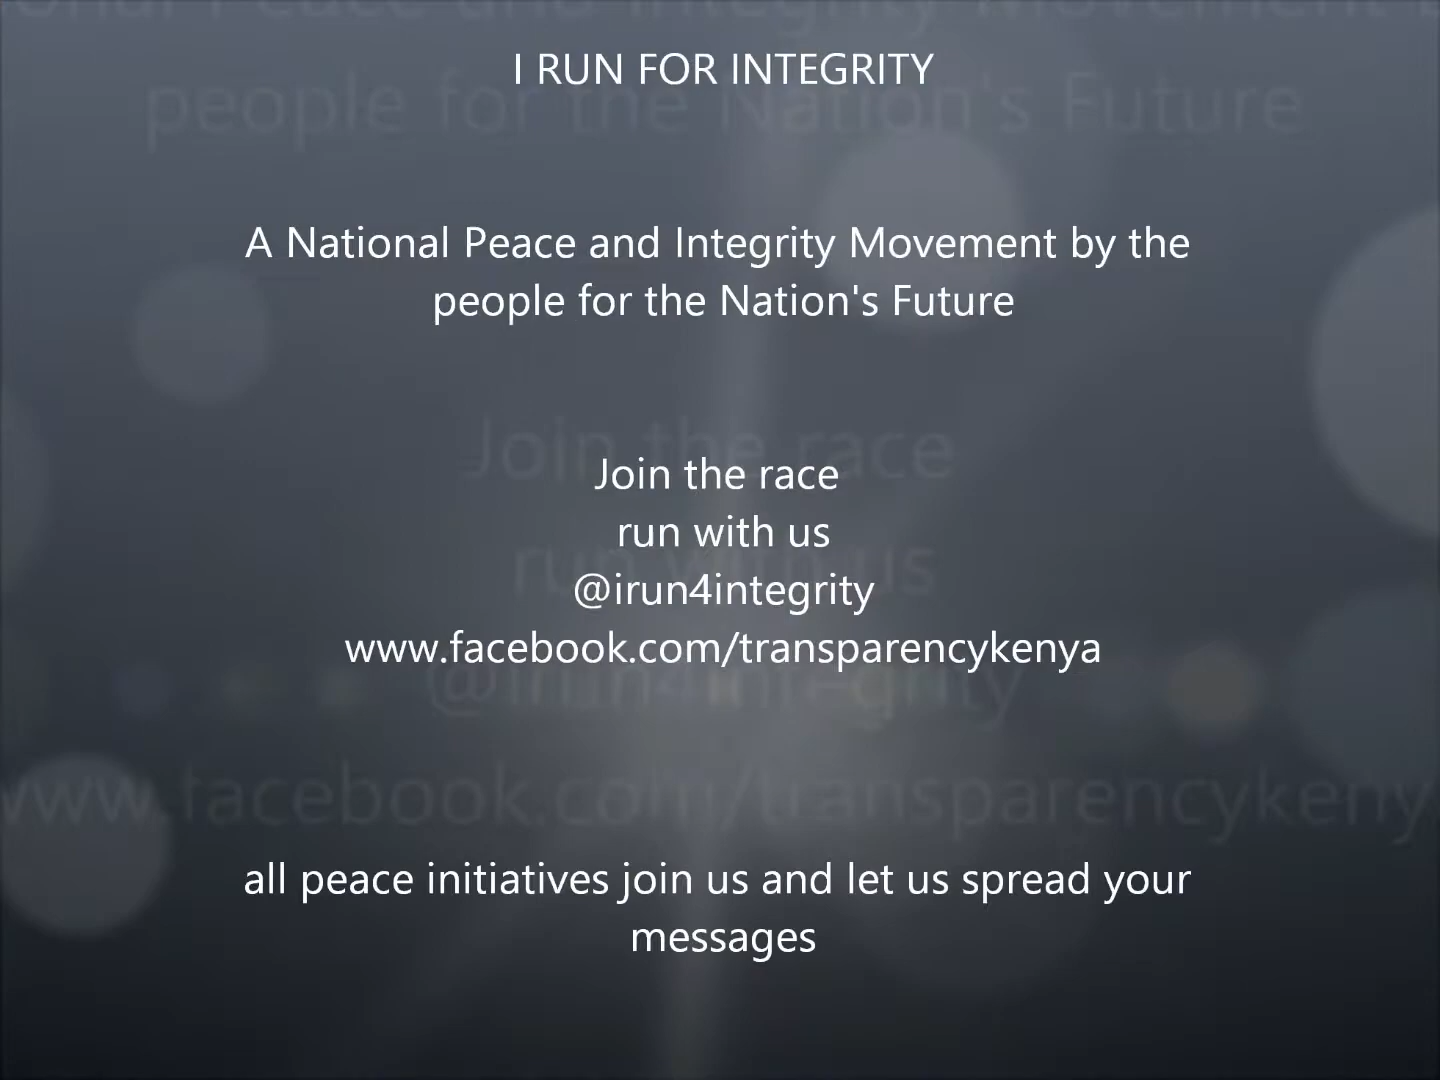 I RUN FOR INTEGRITY
A National Peace and Integrity Movement by the
people for the Nation's Future
Join the race
run with us
@irun4integrity
www.facebook.com/transparencykenya
all peace initiatives join us and let us spread your
messages